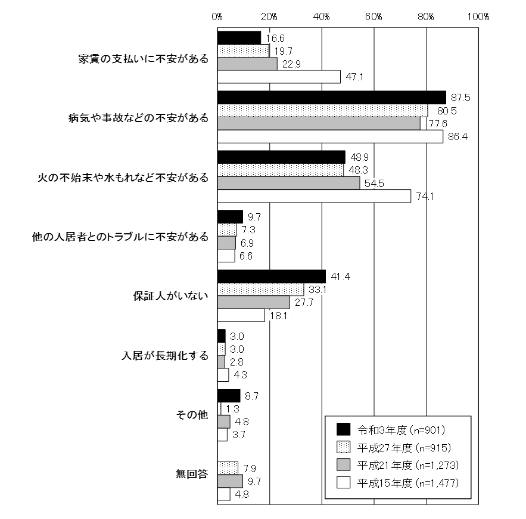 0% 20% 40% 60% 80% 100%
家賃の支払いに不安がある
16.6
19.7
22.9
47.1
病気や事故などの不安がある
87.5
80.5
77.6
86.4
火の不始末や水もれなど不安がある
48.9
48.3
54.5
74.1
他の入居者とのトラブルに不安がある
9.7
7.3
6.9
6.6
保証人がいない
41.4
33.1
27.7
18.1
入居が長期化する
3.0
3.0
2.8
4.3
その他
8.7
1.3
4.8
3.7
無回答
7.9
9.7
4.8
令和3年度(n=901)
平成27年度(n=915)
平成21年度(n=1,273)
平成15年度(n=1,477)